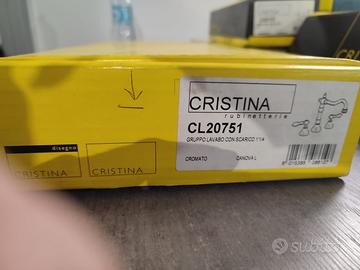 CRISTINA
rubinetterie
CL20751
GRUPPO LAVABO CON SCARICO 1"1/4
CROMATO CANOVA L
disegno
CRISTINA
CRISTINA
subito